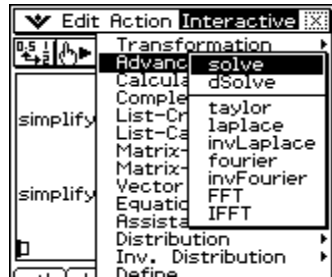 Edit Action Interactive
Transformation
Advanc
solve
dSolve
taylor
laplace
invLaplace
fourier
invFourier
FFT
IFFT
Calcula
Comple
List-Cr
List-Ca
Matrix-
Matrix-
Vector
Equatio
Assista
Distribution
Inv. Distribution
Define
simplify
simplify